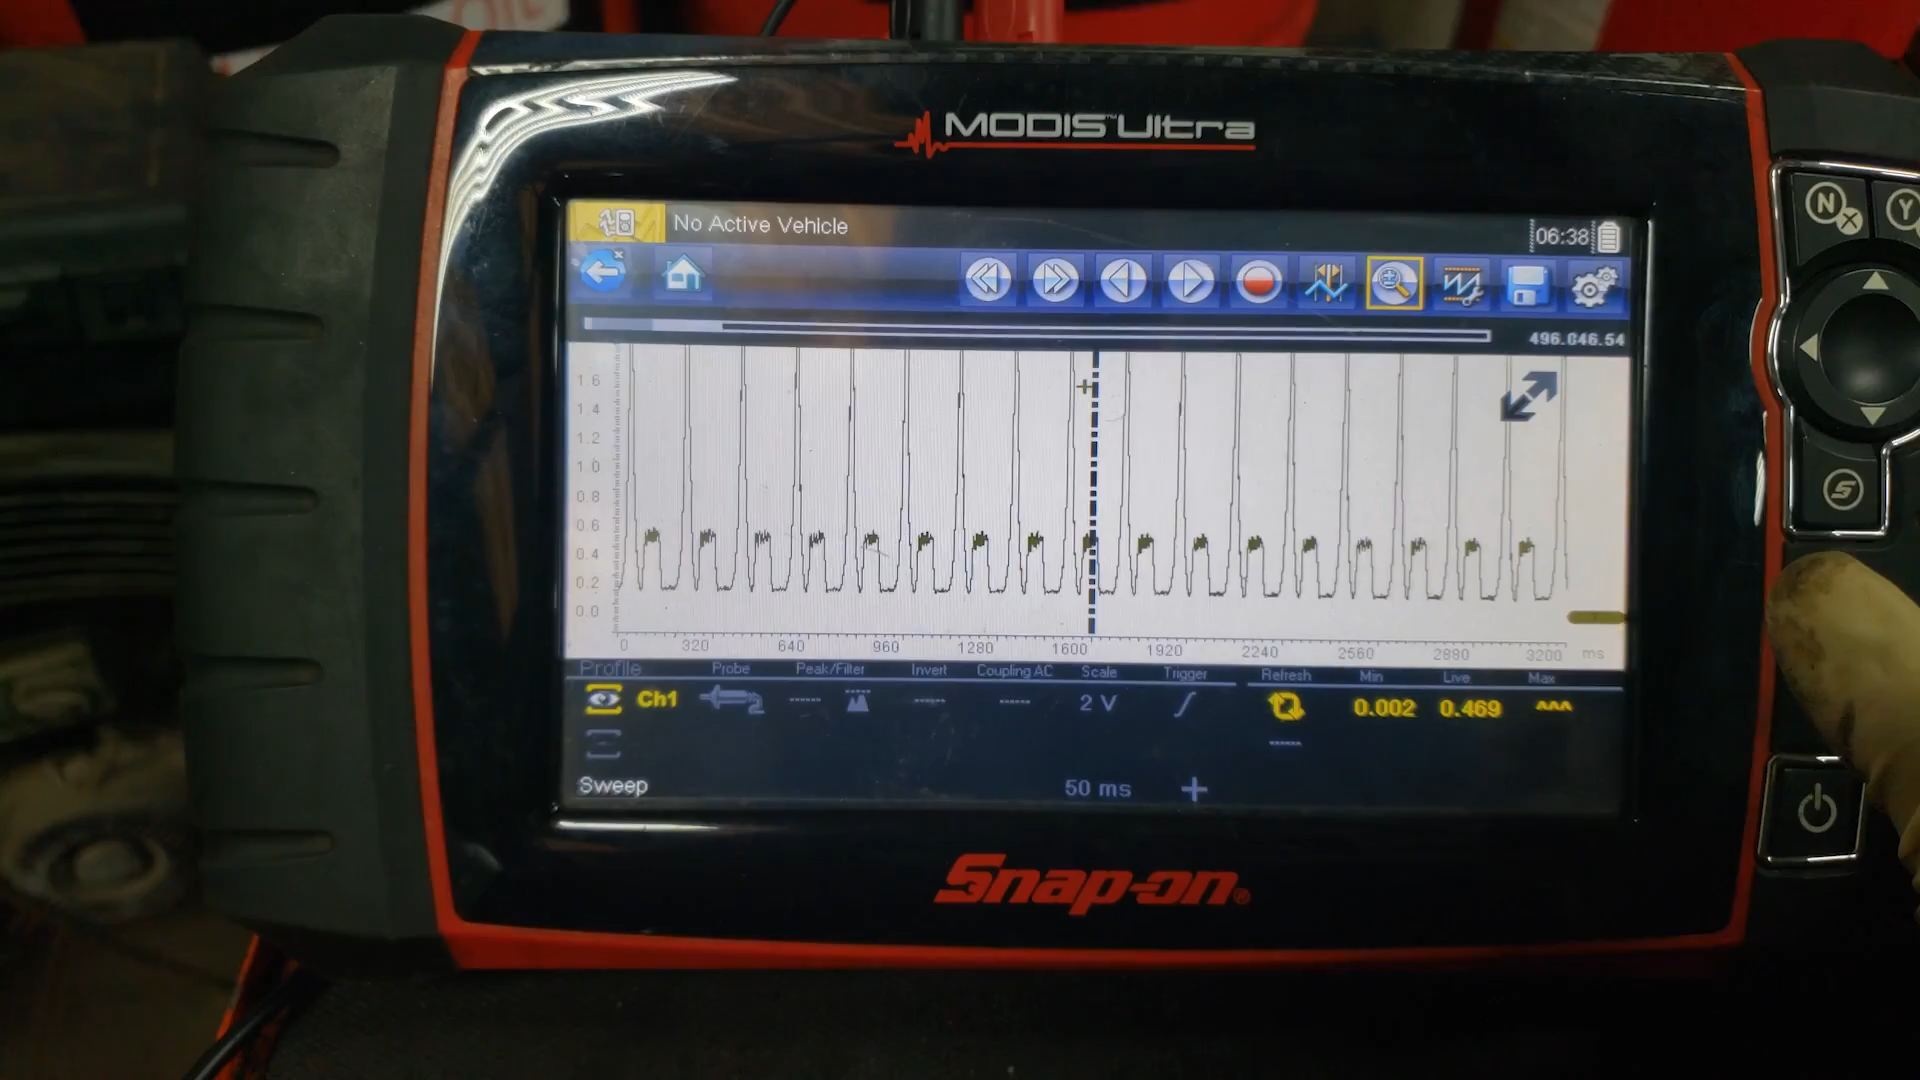 MODIS™Ultra
No Active Vehicle
06:38
496.046.54
1.6
1.4
1.2
1.0
0.8
0.6
0.4
0.2
0.0
0 320 640 960 1280 1600 1920 2240 2560 2880 3200 ms
Profile Probe Peak/Filter Invert Coupling AC Scale Trigger Refresh Min Live Max
Ch1 2 V 0.002 0.469 ^^^
Sweep 50 ms +
Snap-on®
N
Y
S